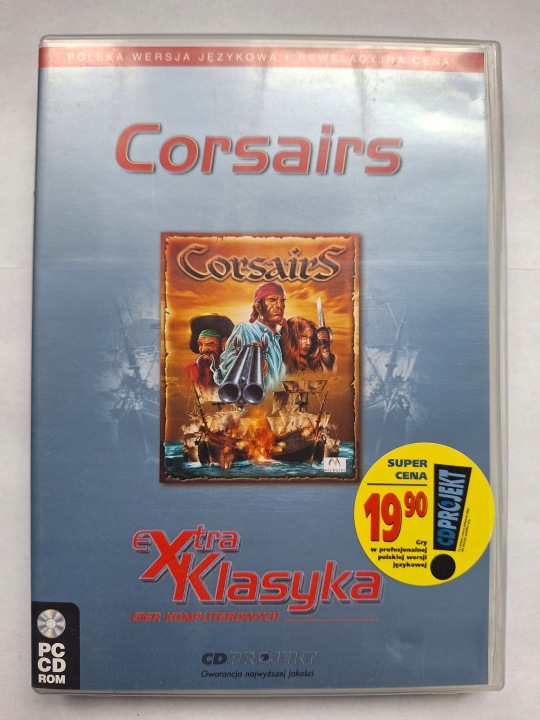 POLSKA WERSJA JĘZYKOWA • REWELACYJNA CENA
Corsairs
CorsairS
MICROIDS
SUPER
CENA
19 90
CD PROJEKT
Gry
w profesjonalnej
polskiej wersji
językowej
eXtra
Klasyka
GIER KOMPUTEROWYCH
PC
CD
ROM
CD PROJEKT
Gwarancja najwyższej jakości